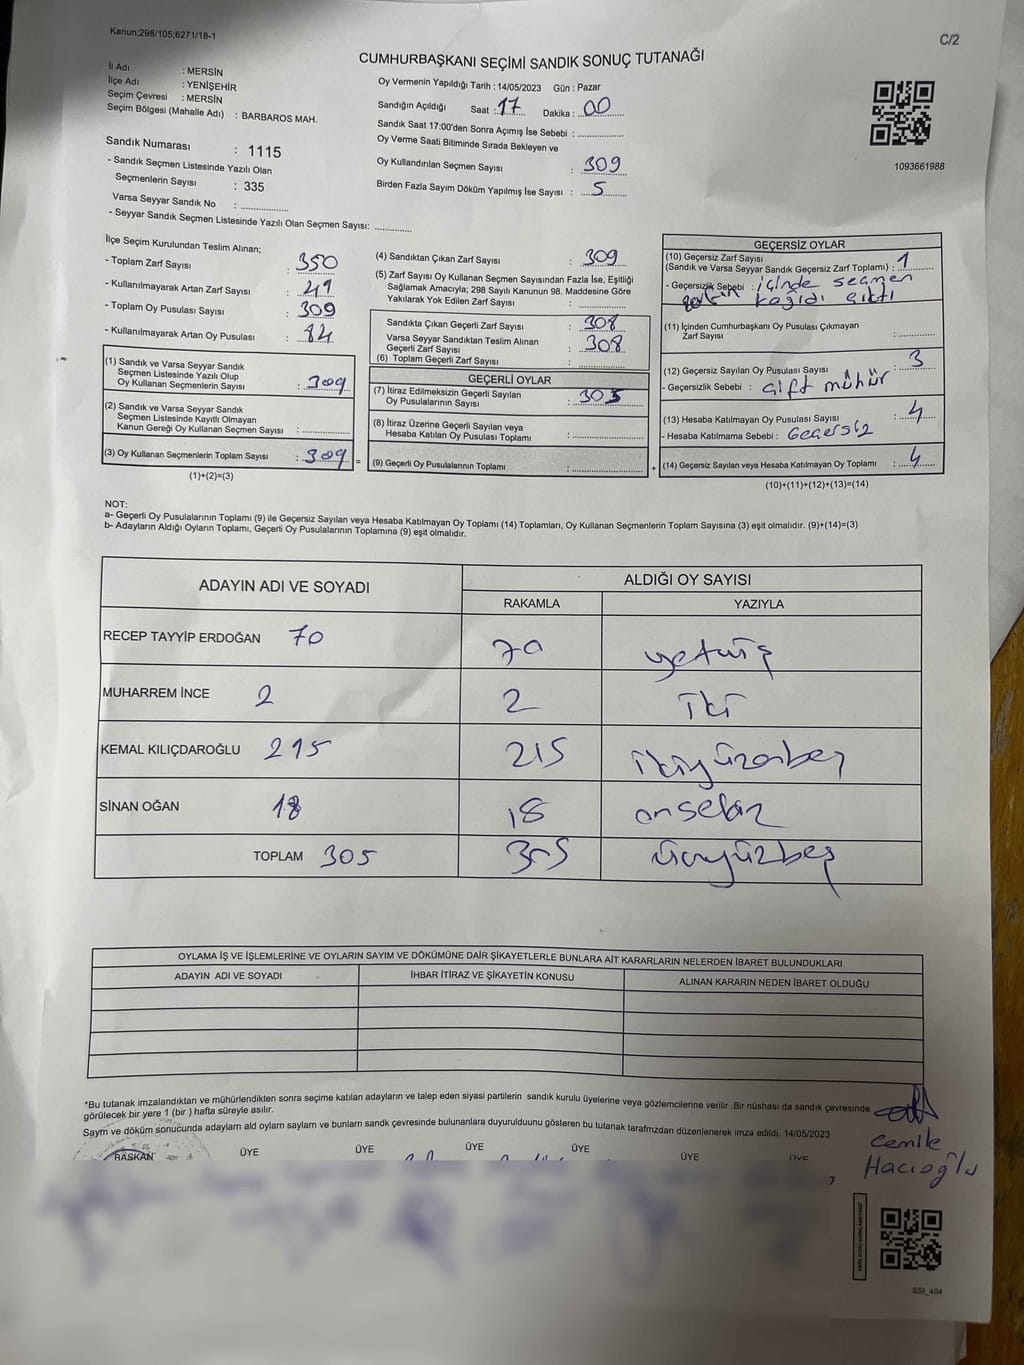 Kanun;298/105;6271/18-1
C/2
CUMHURBAŞKANI SEÇİMİ SANDIK SONUÇ TUTANAĞI
İl Adı : MERSİN
İlçe Adı : YENİŞEHİR
Seçim Çevresi : MERSİN
Seçim Bölgesi (Mahalle Adı) : BARBAROS MAH.
Oy Vermenin Yapıldığı Tarih : 14/05/2023 Gün : Pazar
Sandığın Açıldığı Saat : 17 Dakika : 00
Sandık Saat 17:00'den Sonra Açımış İse Sebebi : ...............
Oy Verme Saati Bitiminde Sırada Bekleyen ve
Oy Kullandırılan Seçmen Sayısı : 309
Birden Fazla Sayım Döküm Yapılmış İse Sayısı : 5
1093661988
Sandık Numarası : 1115
- Sandık Seçmen Listesinde Yazılı Olan
Seçmenlerin Sayısı : 335
Varsa Seyyar Sandık No : ...............
- Seyyar Sandık Seçmen Listesinde Yazılı Olan Seçmen Sayısı: ............
İlçe Seçim Kurulundan Teslim Alınan;
- Toplam Zarf Sayısı : 350
- Kullanılmayarak Artan Zarf Sayısı : 41
- Toplam Oy Pusulası Sayısı : 309
- Kullanılmayarak Artan Oy Pusulası :
(1) Sandık ve Varsa Seyyar Sandık
Seçmen Listesinde Yazılı Olup
Oy Kullanan Seçmenlerin Sayısı : 309
(2) Sandık ve Varsa Seyyar Sandık
Seçmen Listesinde Kayıtlı Olmayan
Kanun Gereği Oy Kullanan Seçmen Sayısı : ...............
(3) Oy Kullanan Seçmenlerin Toplam Sayısı : 309
(1)+(2)=(3)
(4) Sandıktan Çıkan Zarf Sayısı : 309
(5) Zarf Sayısı Oy Kullanan Seçmen Sayısından Fazla İse, Eşitliği
Sağlamak Amacıyla; 298 Sayılı Kanunun 98. Maddesine Göre
Yakılarak Yok Edilen Zarf Sayısı : ...............
Sandıkta Çıkan Geçerli Zarf Sayısı : 308
Varsa Seyyar Sandıktan Teslim Alınan
Geçerli Zarf Sayısı : 308
(6) Toplam Geçerli Zarf Sayısı : ...............
GEÇERLİ OYLAR
(7) İtiraz Edilmeksizin Geçerli Sayılan
Oy Pusulalarının Sayısı : 305
(8) İtiraz Üzerine Geçerli Sayılan veya
Hesaba Katılan Oy Pusulası Toplamı : ...............
= (9) Geçerli Oy Pusulalarının Toplamı : ...............
GEÇERSİZ OYLAR
(10) Geçersiz Zarf Sayısı
(Sandık ve Varsa Seyyar Sandık Geçersiz Zarf Toplamı) : 1
- Geçersizlik Sebebi : içinde seçmen
kağıdı çıktı
(11) İçinden Cumhurbaşkanı Oy Pusulası Çıkmayan
Zarf Sayısı : ............
(12) Geçersiz Sayılan Oy Pusulası Sayısı : 3
- Geçersizlik Sebebi : Çift mühür
(13) Hesaba Katılmayan Oy Pusulası Sayısı : 4
- Hesaba Katılmama Sebebi : Geçersiz
+ (14) Geçersiz Sayılan veya Hesaba Katılmayan Oy Toplamı : 4
(10)+(11)+(12)+(13)=(14)
NOT:
a- Geçerli Oy Pusulalarının Toplamı (9) ile Geçersiz Sayılan veya Hesaba Katılmayan Oy Toplamı (14) Toplamları, Oy Kullanan Seçmenlerin Toplam Sayısına (3) eşit olmalıdır. (9)+(14)=(3)
b- Adayların Aldığı Oyların Toplamı, Geçerli Oy Pusulalarının Toplamına (9) eşit olmalıdır.
ADAYIN ADI VE SOYADI
ALDIĞI OY SAYISI
RAKAMLA YAZIYLA
RECEP TAYYİP ERDOĞAN 70 70 yetmiş
MUHARREM İNCE 2 2 iki
KEMAL KILIÇDAROĞLU 215 215 ikiyüzonbeş
SİNAN OĞAN 18 18 onsekiz
TOPLAM 305 305 üçyüzbeş
OYLAMA İŞ VE İŞLEMLERİNE VE OYLARIN SAYIM VE DÖKÜMÜNE DAİR ŞİKAYETLERLE BUNLARA AİT KARARLARIN NELERDEN İBARET BULUNDUKLARI
ADAYIN ADI VE SOYADI İHBAR İTİRAZ VE ŞİKAYETİN KONUSU ALINAN KARARIN NEDEN İBARET OLDUĞU
*Bu tutanak imzalandıktan ve mühürlendikten sonra seçime katılan adayların ve talep eden siyasi partilerin sandık kurulu üyelerine veya gözlemcilerine verilir .Bir nüshası da sandık çevresinde
görülecek bir yere 1 (bir ) hafta süreyle asılır.
Sayım ve döküm sonucunda adayların ald oyların sayları ve bunların sandk çevresinde bulunanlara duyurulduunu gösteren bu tutanak tarafmzdan düzenlenerek imza edildi. 14/05/2023
Cemile
Hacıoğlu
BAŞKAN ÜYE ÜYE ÜYE ÜYE ÜYE ÜYE
SSI_404